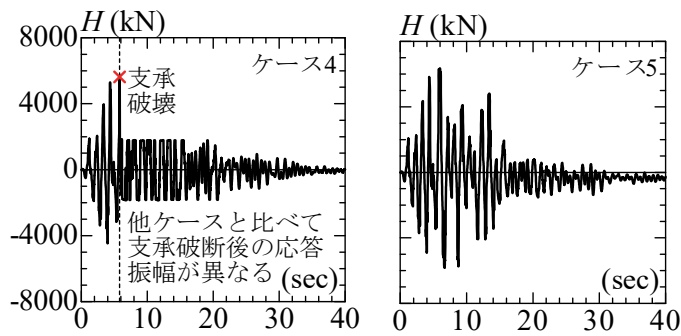 H (kN)
8000
4000
0
-4000
-8000
0
10
20
30
40
(sec)
ケース4
支承
破壊
他ケースと比べて
支承破断後の応答
振幅が異なる
H (kN)
ケース5
0
10
20
30
40
(sec)